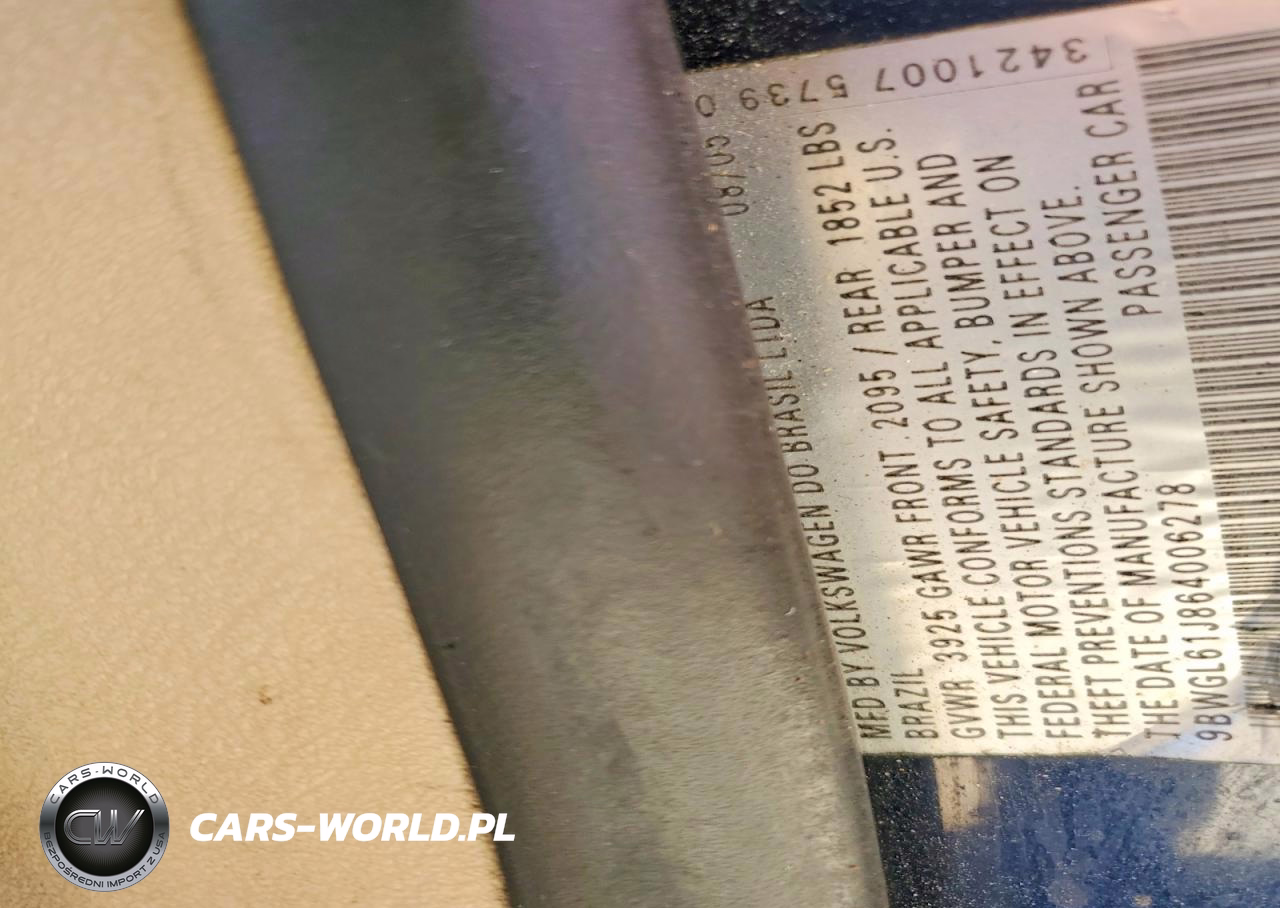 3421007 5739 0
MFD BY VOLKSWAGEN DO BRASIL LTDA
BRAZIL 08/05
GVWR 3925 GAWR FRONT 2095 / REAR 1852 LBS
THIS VEHICLE CONFORMS TO ALL APPLICABLE U.S.
FEDERAL MOTOR VEHICLE SAFETY, BUMPER AND
THEFT PREVENTIONS STANDARDS IN EFFECT ON
THE DATE OF MANUFACTURE SHOWN ABOVE.
9BWGL61J864006278 PASSENGER CAR
CARS-WORLD
CW
BEZPOŚREDNI IMPORT Z USA
CARS-WORLD.PL